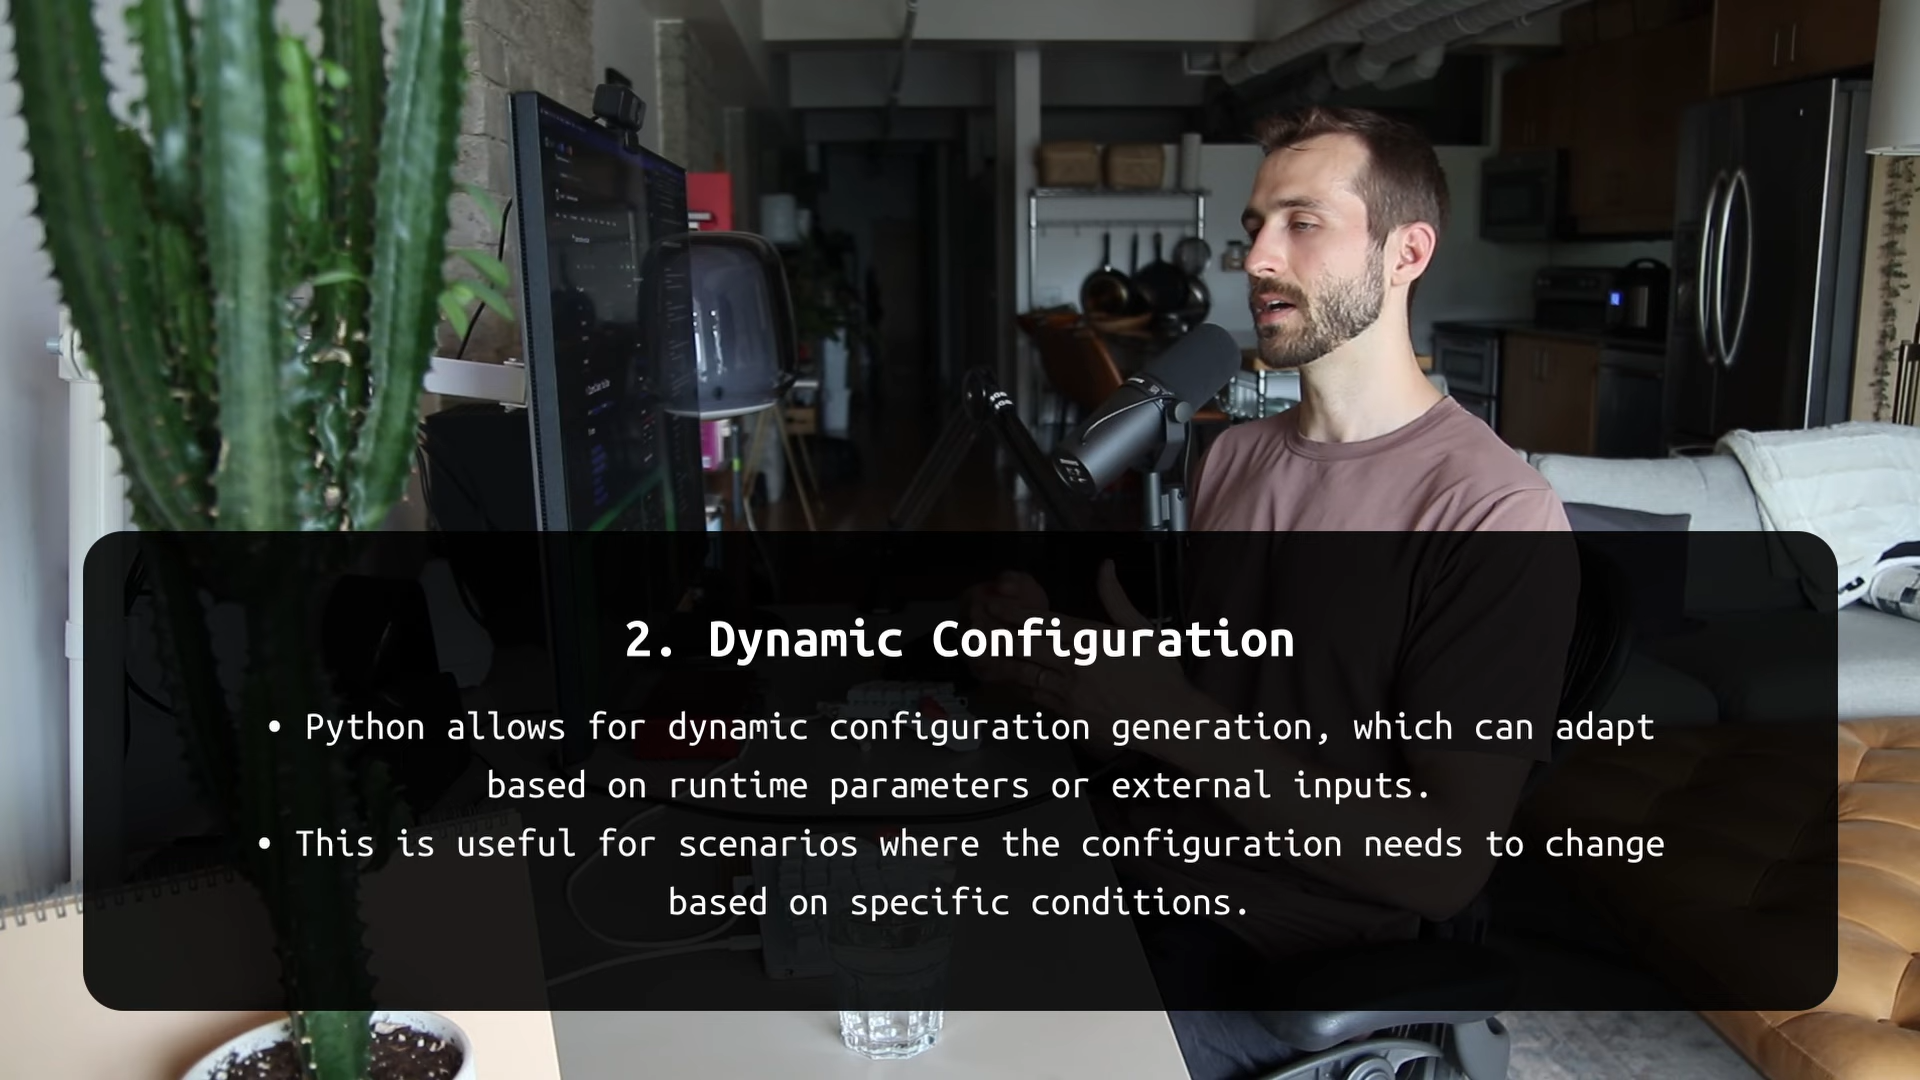 2. Dynamic Configuration
• Python allows for dynamic configuration generation, which can adapt
based on runtime parameters or external inputs.
• This is useful for scenarios where the configuration needs to change
based on specific conditions.